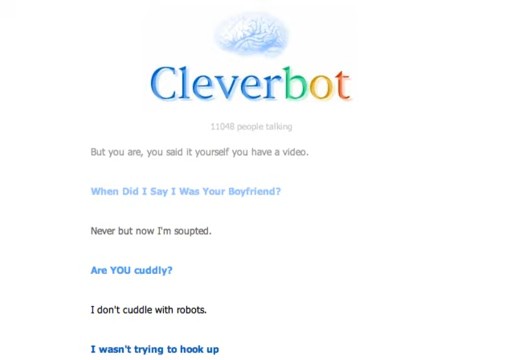 Cleverbot
11048 people talking
But you are, you said it yourself you have a video.
When Did I Say I Was Your Boyfriend?
Never but now I'm soupted.
Are YOU cuddly?
I don't cuddle with robots.
I wasn't trying to hook up